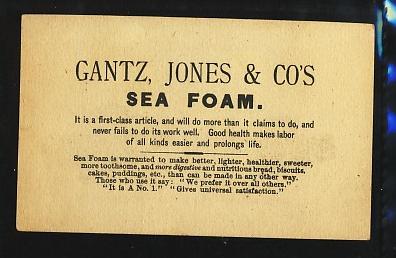 GANTZ, JONES & CO'S
SEA FOAM.
It is a first-class article, and will do more than it claims to do, and
never fails to do its work well. Good health makes labor
of all kinds easier and prolongs life.
Sea Foam is warranted to make better, lighter, healthier, sweeter,
more toothsome, and more digestive and nutritious bread, biscuits,
cakes, puddings, etc., than can be made in any other way.
Those who use it say: "We prefer it over all others."
"It is A No. 1." "Gives universal satisfaction."